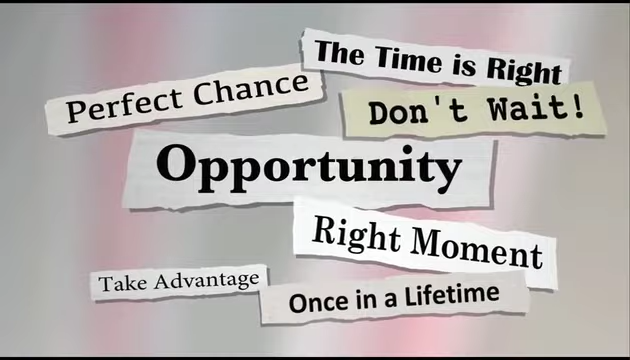 The Time is Right
Perfect Chance
Don't Wait!
Opportunity
Right Moment
Take Advantage
Once in a Lifetime